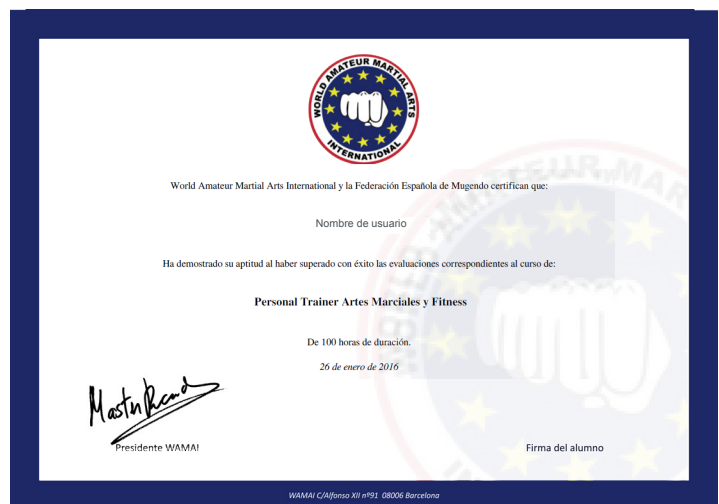 WORLD AMATEUR MARTIAL ARTS
INTERNATIONAL
World Amateur Martial Arts International y la Federación Española de Mugendo certifican que:
Nombre de usuario
Ha demostrado su aptitud al haber superado con éxito las evaluaciones correspondientes al curso de:
Personal Trainer Artes Marciales y Fitness
De 100 horas de duración.
26 de enero de 2016
Master
Presidente WAMAI
Firma del alumno
WAMAI C/Alfonso XII nº91 08006 Barcelona